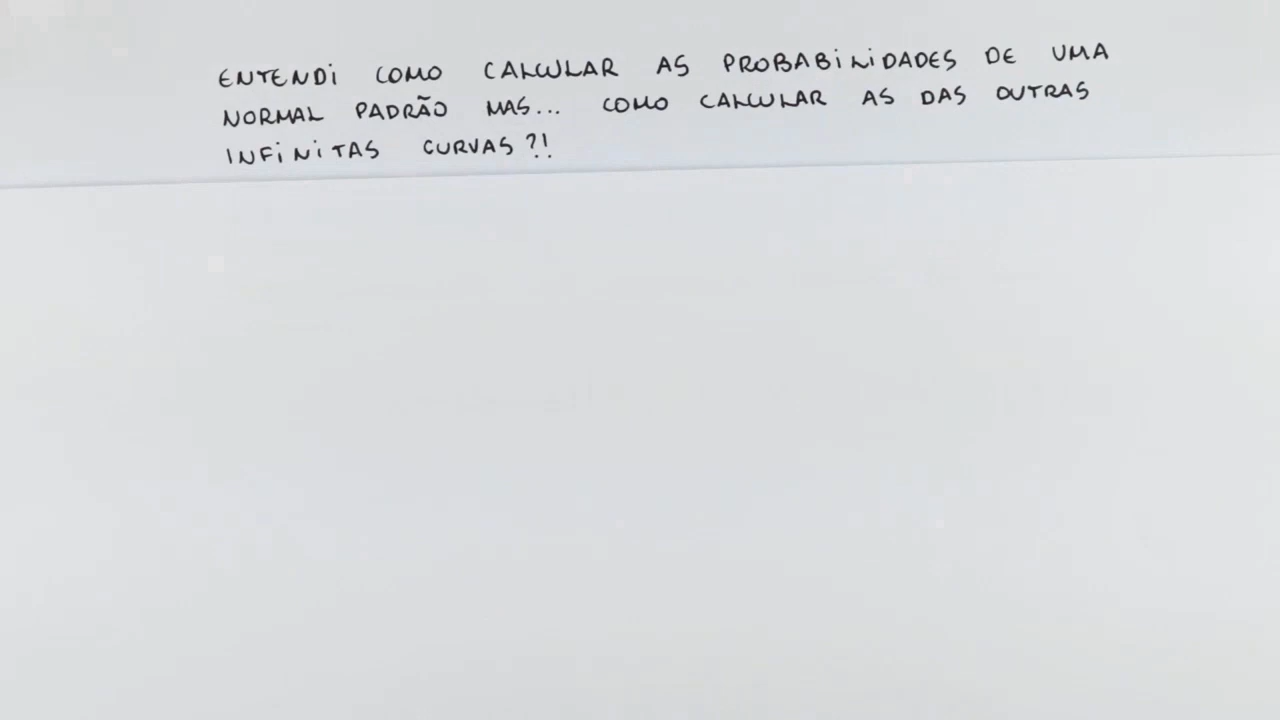 ENTENDI COMO CALCULAR AS PROBABILIDADES DE UMA
NORMAL PADRÃO MAS... COMO CALCULAR AS DAS OUTRAS
INFINITAS CURVAS?!